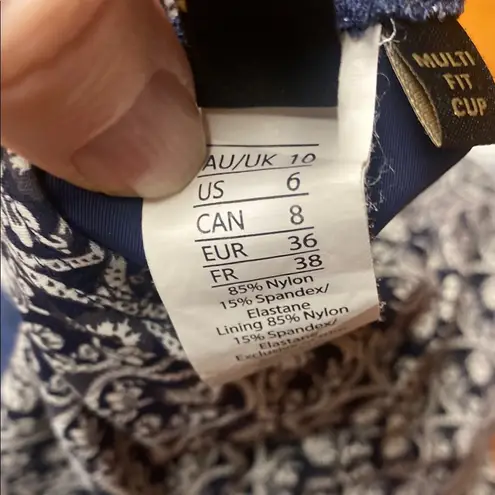 MULTI
FIT
CUP
AU/UK 10
US 6
CAN 8
EUR 36
FR 38
85% Nylon
15% Spandex/
Elastane
Lining 85% Nylon
15% Spandex/
Elastane